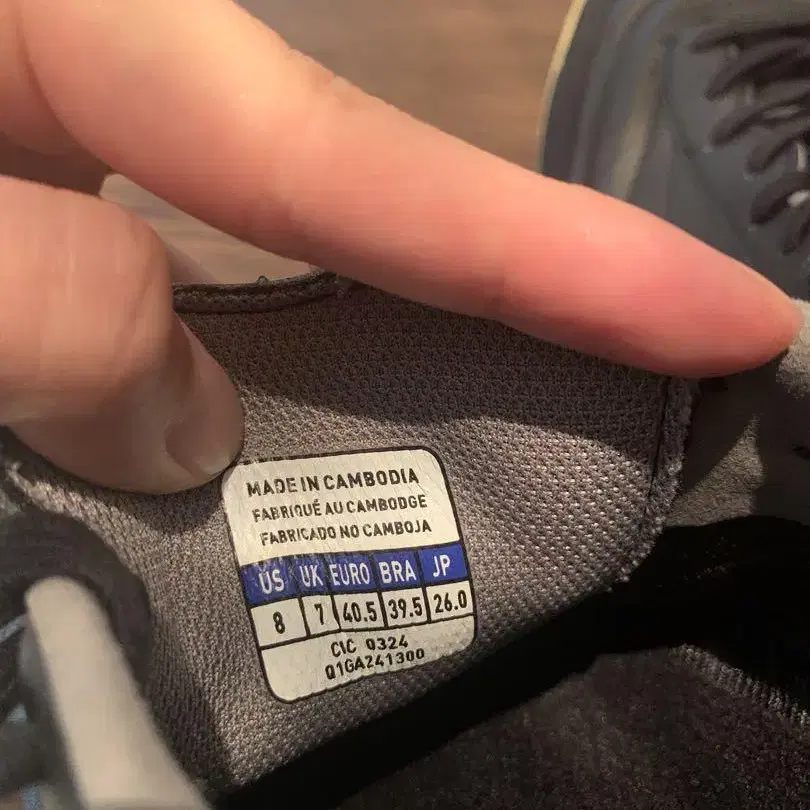 MADE IN CAMBODIA
FABRIQUÉ AU CAMBODGE
FABRICADO NO CAMBOJA
US UK EURO BRA JP
8 7 40.5 39.5 26.0
CIC 0324
Q1GA241300